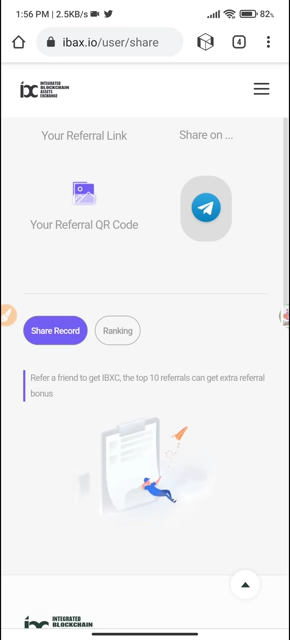 1:56 PM | 2.5KB/s
82%
ibax.io/user/share
4
ibc INTEGRATED
BLOCKCHAIN
ASSETS
EXCHANGE
Your Referral Link
Share on ...
Your Referral QR Code
Share Record
Ranking
Refer a friend to get IBXC, the top 10 referrals can get extra referral
bonus
INTEGRATED
BLOCKCHAIN